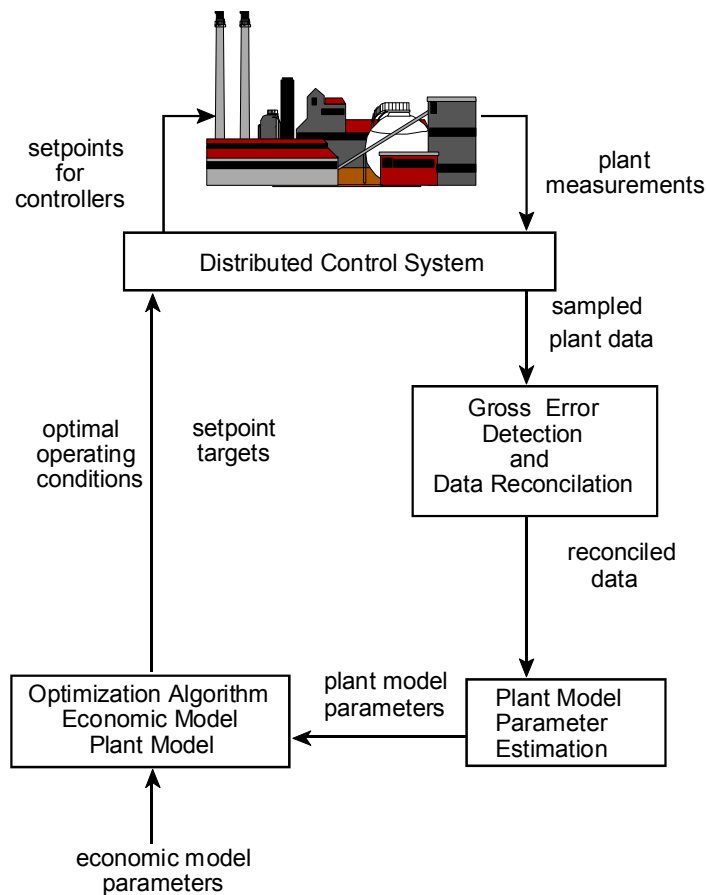 setpoints
for
controllers
plant
measurements
Distributed Control System
sampled
plant data
Gross Error
Detection
and
Data Reconcilation
optimal
operating
conditions
setpoint
targets
reconciled
data
Optimization Algorithm
Economic Model
Plant Model
plant model
parameters
Plant Model
Parameter
Estimation
economic model
parameters